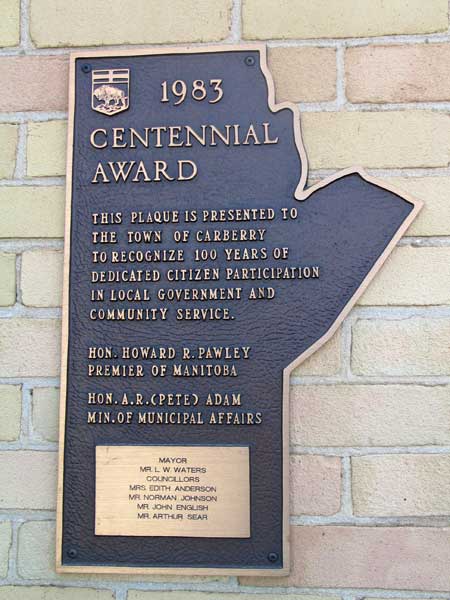 1983
CENTENNIAL
AWARD
THIS PLAQUE IS PRESENTED TO
THE TOWN OF CARBERRY
TO RECOGNIZE 100 YEARS OF
DEDICATED CITIZEN PARTICIPATION
IN LOCAL GOVERNMENT AND
COMMUNITY SERVICE.
HON. HOWARD R. PAWLEY
PREMIER OF MANITOBA
HON. A.R.(PETE) ADAM
MIN. OF MUNICIPAL AFFAIRS
MAYOR
MR. L. W. WATERS
COUNCILLORS
MRS. EDITH ANDERSON
MR. NORMAN JOHNSON
MR. JOHN ENGLISH
MR. ARTHUR SEAR